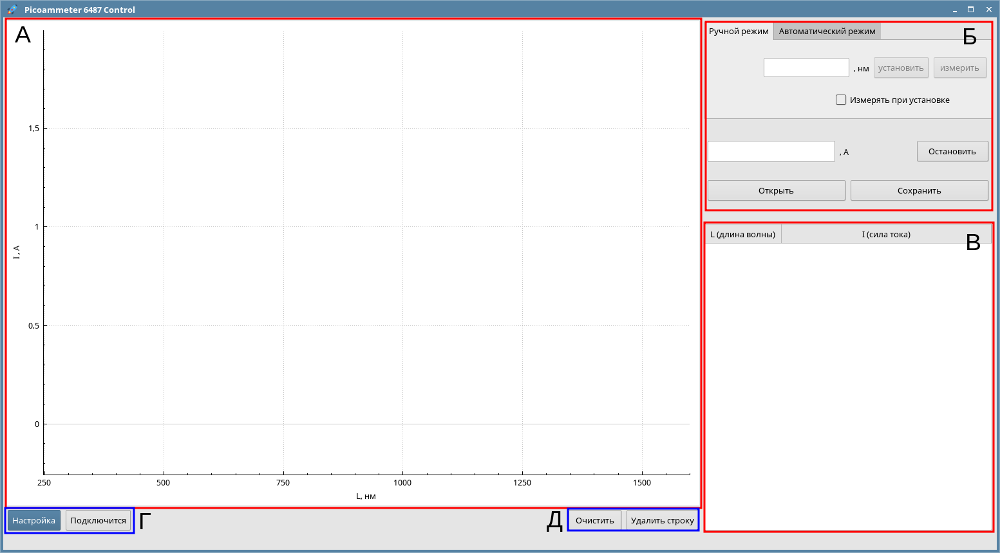 Picoammeter 6487 Control
А
1,5
1
0,5
0
I, А
250 500 750 1000 1250 1500
L, нм
Ручной режим Автоматический режим
Б
, нм установить измерить
Измерять при установке
, А Остановить
Открыть Сохранить
L (длина волны) I (сила тока)
В
Настройка Подключится Г
Д Очистить Удалить строку